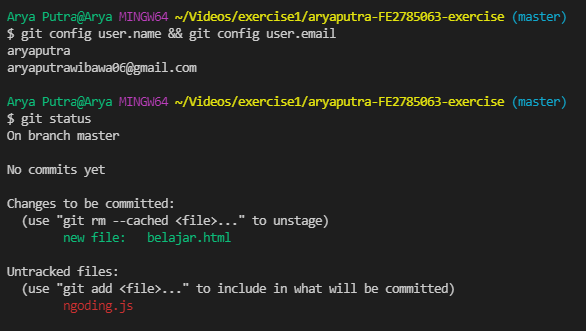 Arya Putra@Arya MINGW64 ~/Videos/exercise1/aryaputra-FE2785063-exercise (master)
$ git config user.name && git config user.email
aryaputra
aryaputrawibawa06@gmail.com
Arya Putra@Arya MINGW64 ~/Videos/exercise1/aryaputra-FE2785063-exercise (master)
$ git status
On branch master
No commits yet
Changes to be committed:
  (use "git rm --cached <file>..." to unstage)
        new file:   belajar.html
Untracked files:
  (use "git add <file>..." to include in what will be committed)
        ngoding.js